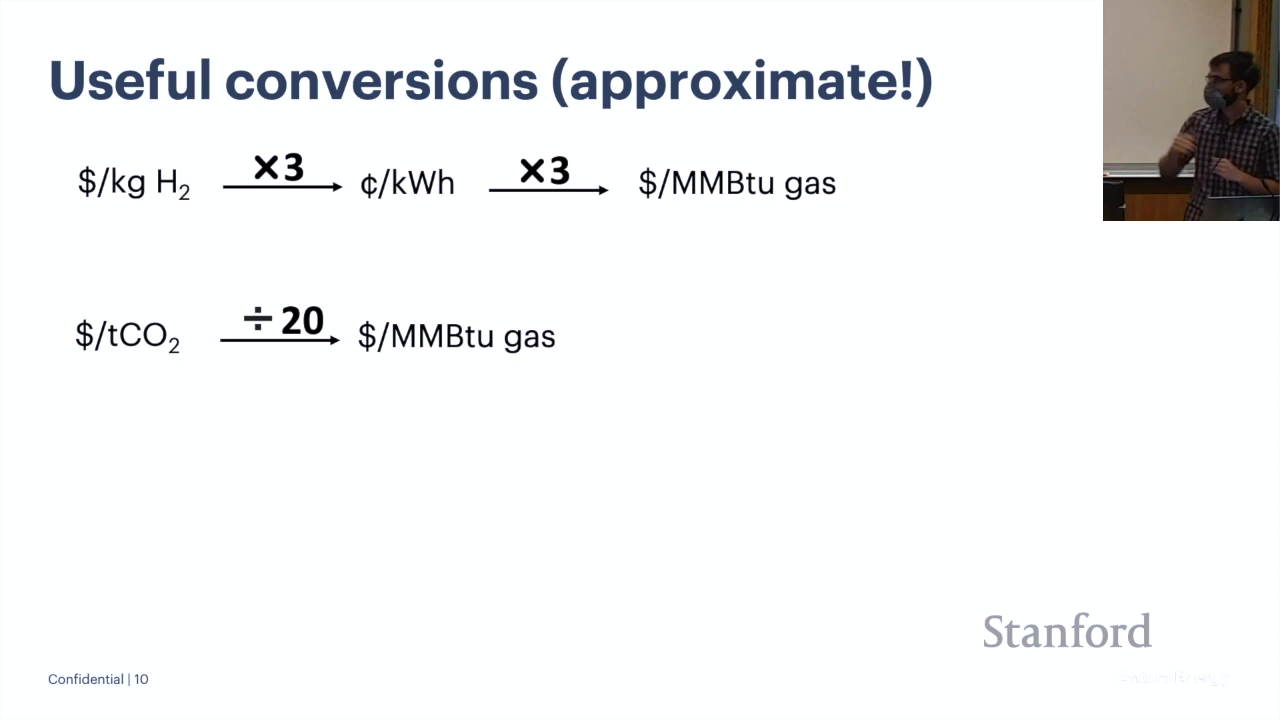 Useful conversions (approximate!)
$/kg H₂ ×3 ¢/kWh ×3 $/MMBtu gas
$/tCO₂ ÷20 $/MMBtu gas
Stanford
Confidential | 10